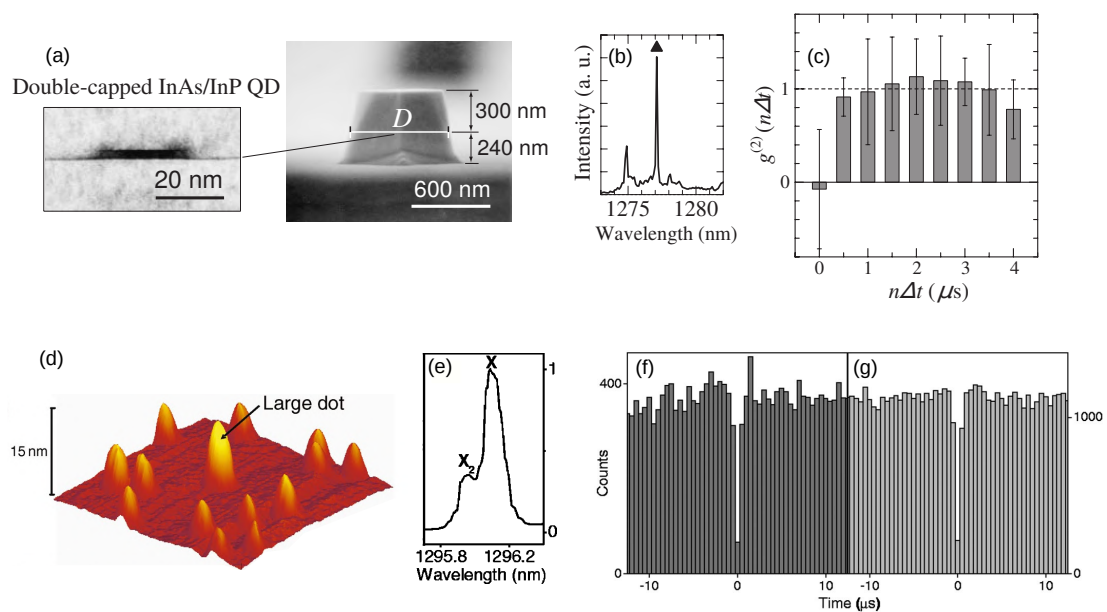 (a)
Double-capped InAs/InP QD
20 nm
D
300 nm
240 nm
600 nm
(b)
▲
Intensity (a. u.)
1275 1280
Wavelength (nm)
(c)
g(2) (nΔt)
1
0
0 1 2 3 4
nΔt (μs)
(d)
Large dot
15 nm
(e)
X
X2
1
0
1295.8 1296.2
Wavelength (nm)
(f)
(g)
400
0
Counts
1000
0
-10 0 10 -10 0 10
Time (μs)